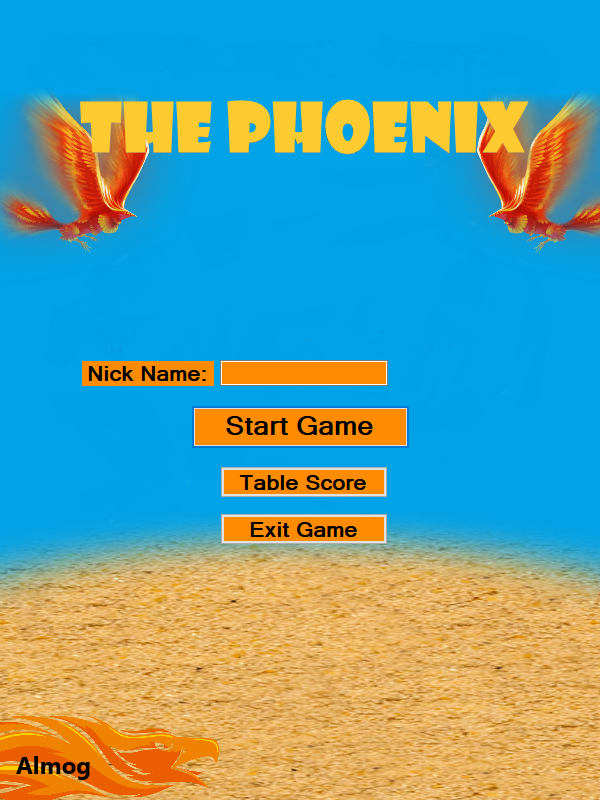 THE PHOENIX
Nick Name:
Start Game
Table Score
Exit Game
Almog